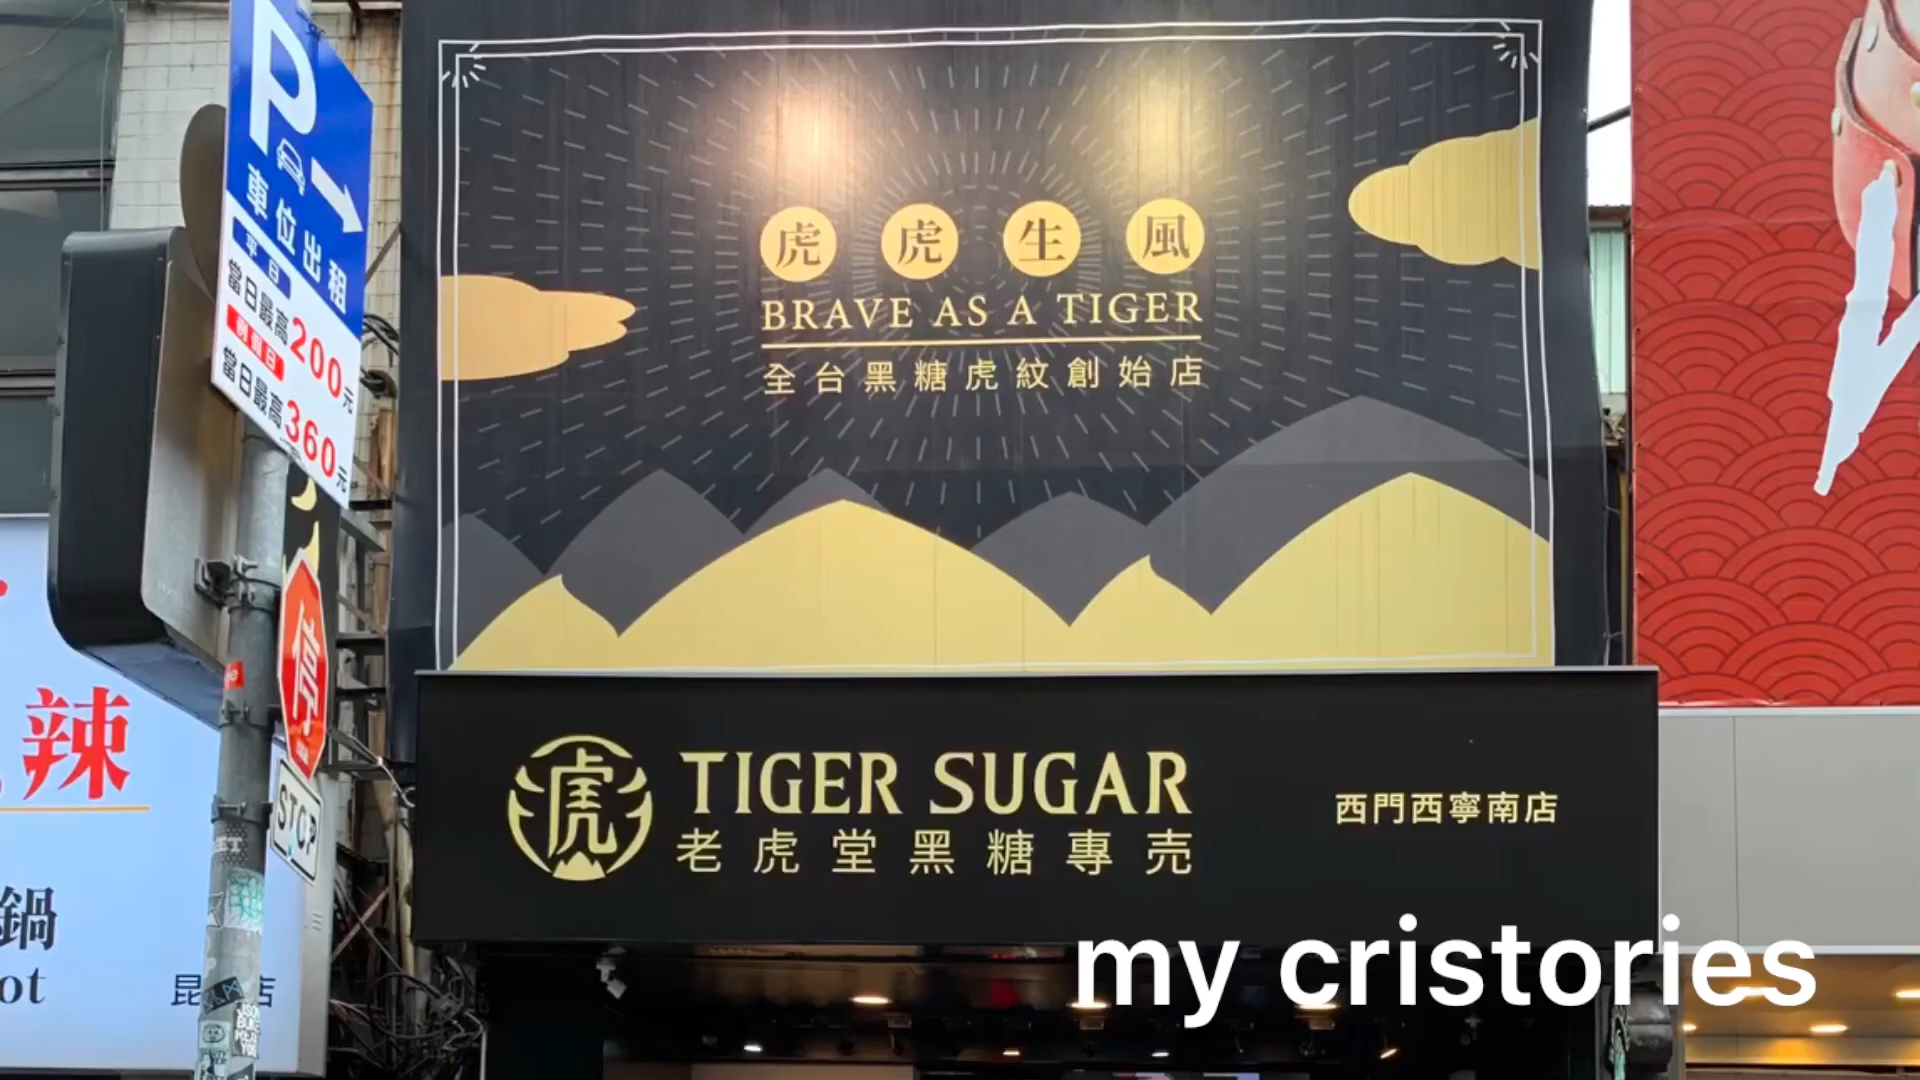 P
車位出租
平日
當日最高200元
例假日
當日最高360元
停
STOP
辣
鍋
ot
虎虎生風
BRAVE AS A TIGER
全台黑糖虎紋創始店
虎
TIGER SUGAR
老虎堂黑糖專売
西門西寧南店
my cristories